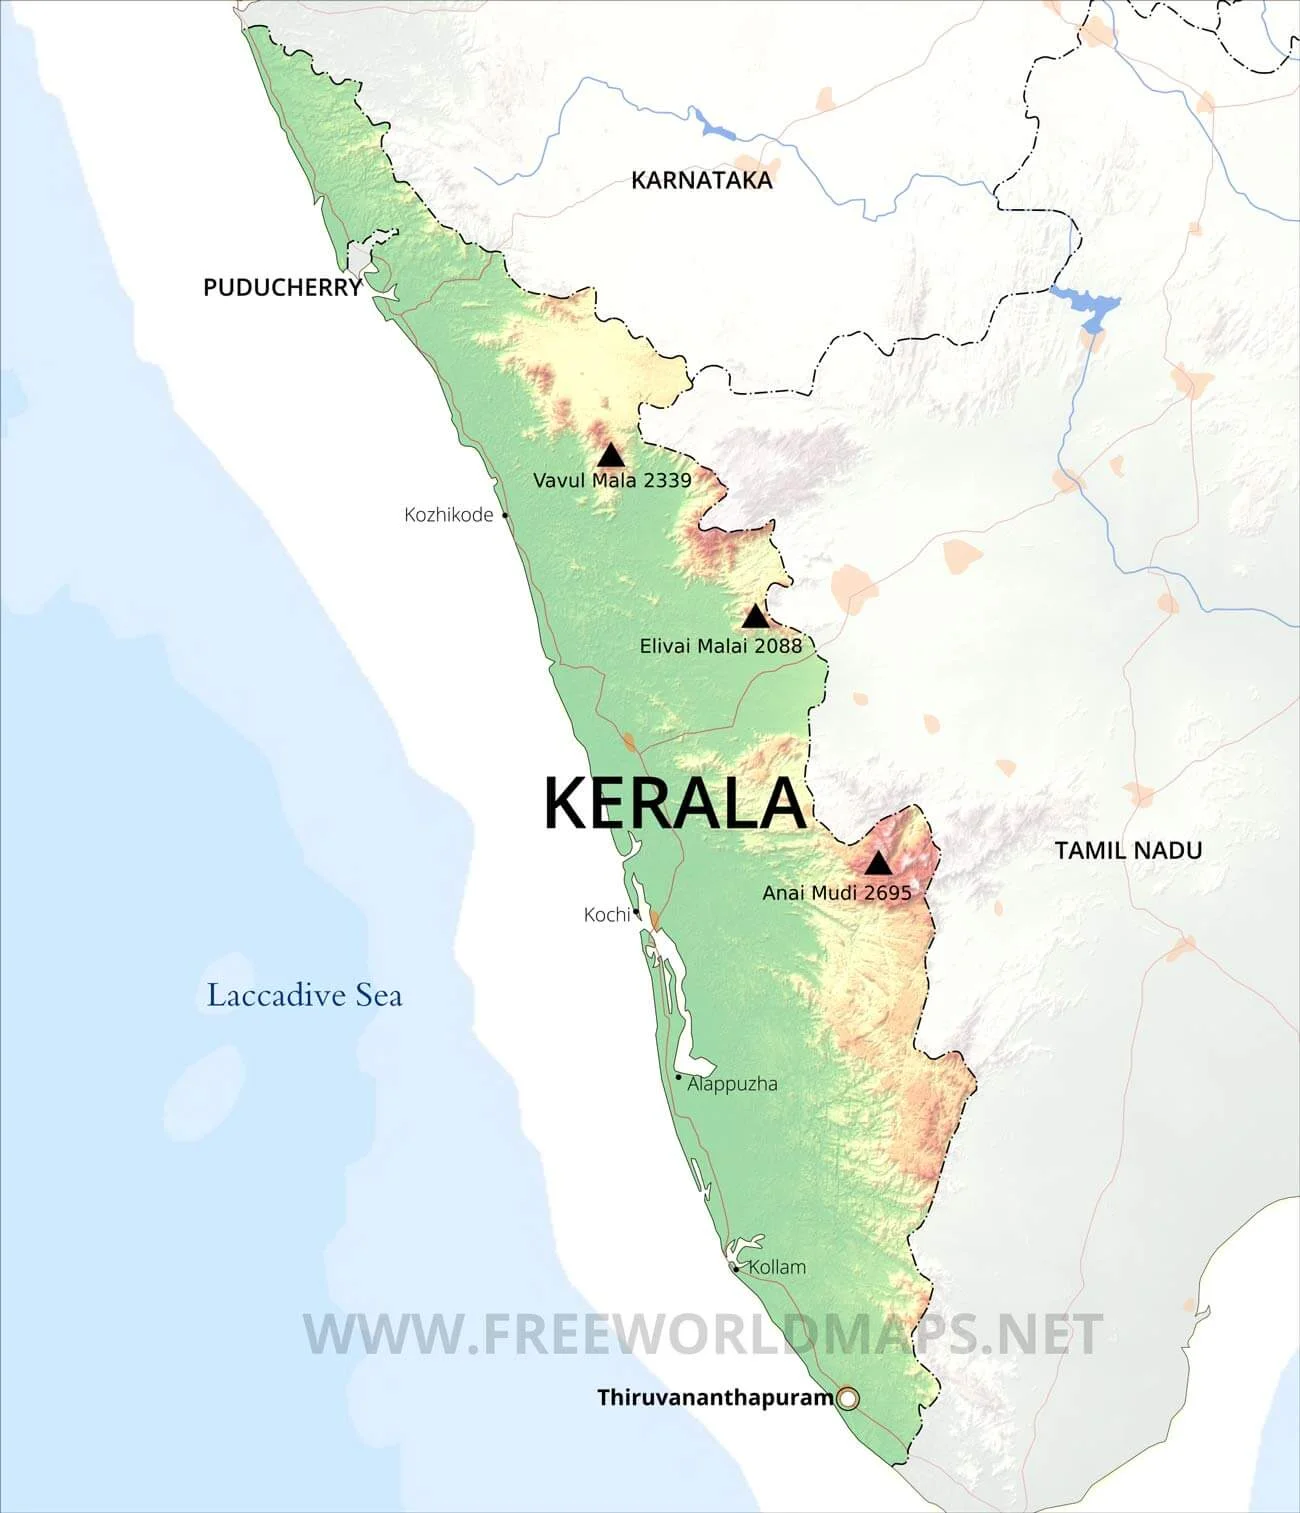 KARNATAKA
PUDUCHERRY
Vavul Mala 2339
Kozhikode
Elivai Malai 2088
KERALA
TAMIL NADU
Anai Mudi 2695
Kochi
Laccadive Sea
Alappuzha
Kollam
WWW.FREEWORLDMAPS.NET
Thiruvananthapuram